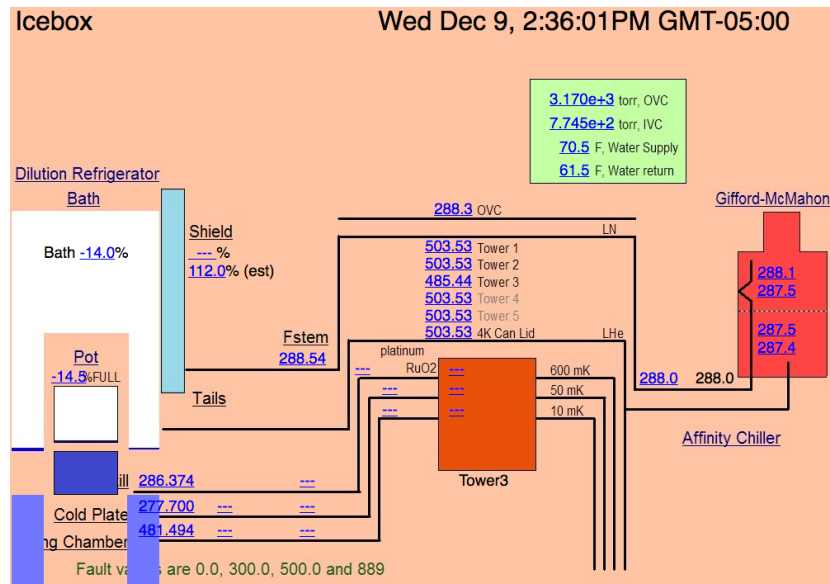 Icebox
Wed Dec 9, 2:36:01PM GMT-05:00
3.170e+3 torr, OVC
7.745e+2 torr, IVC
70.5 F, Water Supply
61.5 F, Water return
Dilution Refrigerator
Bath
Bath -14.0%
Shield
--- %
112.0% (est)
Gifford-McMahon
288.3 OVC
LN
503.53 Tower 1
503.53 Tower 2
485.44 Tower 3
503.53 Tower 4
503.53 Tower 5
503.53 4K Can Lid
LHe
288.1
287.5
287.5
287.4
Fstem
288.54
288.0 288.0
Pot
-14.5%FULL
Tails
platinum
--- RuO2 --- 600 mK
--- --- 50 mK
--- --- 10 mK
Affinity Chiller
Tower3
ill 286.374 ---
Cold Plate 277.700 --- ---
ng Chamber 481.494 --- ---
Fault va s are 0.0, 300.0, 500.0 and 889